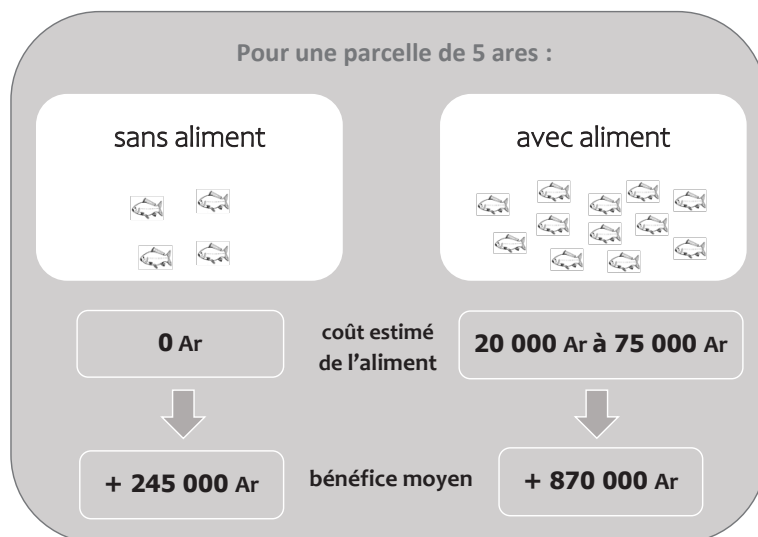 Pour une parcelle de 5 ares :
sans aliment
avec aliment
0 Ar
coût estimé
de l’aliment
20 000 Ar à 75 000 Ar
+ 245 000 Ar
bénéfice moyen
+ 870 000 Ar